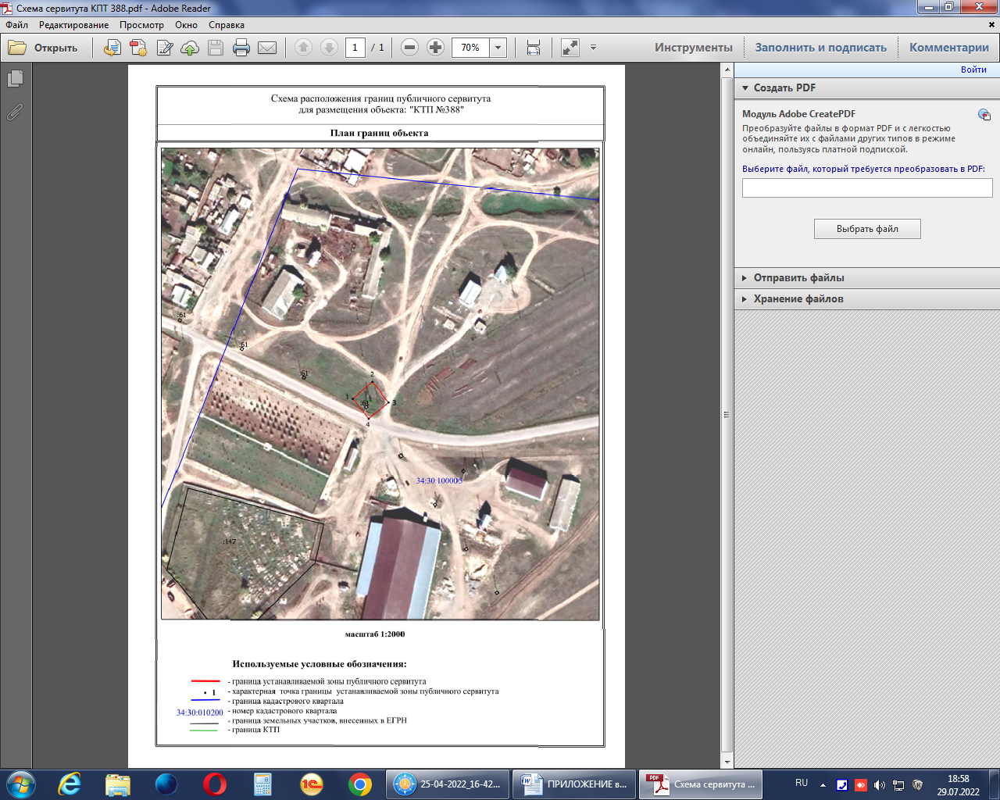 Схема сервитута КПТ 388.pdf - Adobe Reader
Файл Редактирование Просмотр Окно Справка
Открыть 1 / 1 70% Инструменты Заполнить и подписать Комментарии
Войти
Создать PDF
Модуль Adobe CreatePDF
Преобразуйте файлы в формат PDF и с легкостью
объединяйте их с файлами других типов в режиме
онлайн, пользуясь платной подпиской.
Выберите файл, который требуется преобразовать в PDF:
Выбрать файл
Отправить файлы
Хранение файлов
Схема расположения границ публичного сервитута
для размещения объекта: "КТП №388"
План границ объекта
:61
:61
:61
2
1
:61
3
4
34:30:100005
:147
масштаб 1:2000
Используемые условные обозначения:
- граница устанавливаемой зоны публичного сервитута
• 1 - характерная точка границы устанавливаемой зоны публичного сервитута
- граница кадастрового квартала
34:30:010200 - номер кадастрового квартала
- граница земельных участков, внесенных в ЕГРН
- граница КТП
25-04-2022_16-42... ПРИЛОЖЕНИЕ в... Схема сервитута ... RU 18:58
29.07.2022